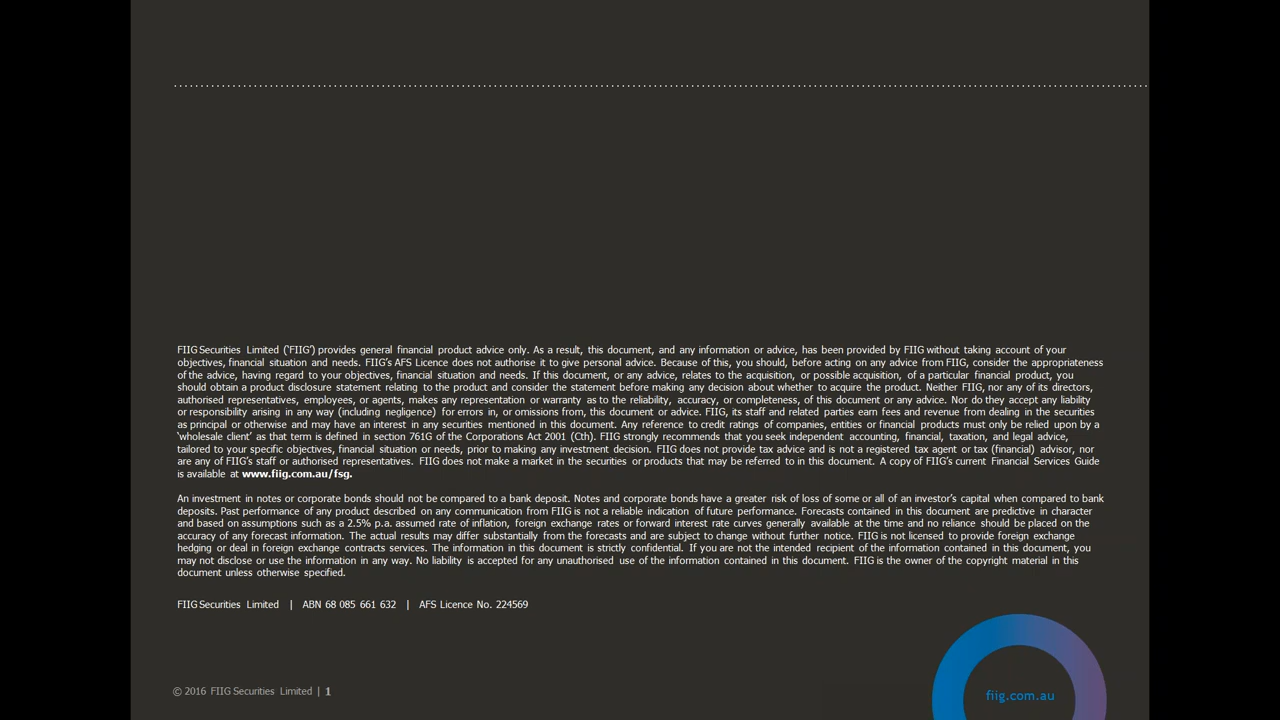 FIIG Securities Limited (‘FIIG’) provides general financial product advice only. As a result, this document, and any information or advice, has been provided by FIIG without taking account of your
objectives, financial situation and needs. FIIG’s AFS Licence does not authorise it to give personal advice. Because of this, you should, before acting on any advice from FIIG, consider the appropriateness
of the advice, having regard to your objectives, financial situation and needs. If this document, or any advice, relates to the acquisition, or possible acquisition, of a particular financial product, you
should obtain a product disclosure statement relating to the product and consider the statement before making any decision about whether to acquire the product. Neither FIIG, nor any of its directors,
authorised representatives, employees, or agents, makes any representation or warranty as to the reliability, accuracy, or completeness, of this document or any advice. Nor do they accept any liability
or responsibility arising in any way (including negligence) for errors in, or omissions from, this document or advice. FIIG, its staff and related parties earn fees and revenue from dealing in the securities
as principal or otherwise and may have an interest in any securities mentioned in this document. Any reference to credit ratings of companies, entities or financial products must only be relied upon by a
‘wholesale client’ as that term is defined in section 761G of the Corporations Act 2001 (Cth). FIIG strongly recommends that you seek independent accounting, financial, taxation, and legal advice,
tailored to your specific objectives, financial situation or needs, prior to making any investment decision. FIIG does not provide tax advice and is not a registered tax agent or tax (financial) advisor, nor
are any of FIIG’s staff or authorised representatives. FIIG does not make a market in the securities or products that may be referred to in this document. A copy of FIIG’s current Financial Services Guide
is available at www.fiig.com.au/fsg.
An investment in notes or corporate bonds should not be compared to a bank deposit. Notes and corporate bonds have a greater risk of loss of some or all of an investor’s capital when compared to bank
deposits. Past performance of any product described on any communication from FIIG is not a reliable indication of future performance. Forecasts contained in this document are predictive in character
and based on assumptions such as a 2.5% p.a. assumed rate of inflation, foreign exchange rates or forward interest rate curves generally available at the time and no reliance should be placed on the
accuracy of any forecast information. The actual results may differ substantially from the forecasts and are subject to change without further notice. FIIG is not licensed to provide foreign exchange
hedging or deal in foreign exchange contracts services. The information in this document is strictly confidential. If you are not the intended recipient of the information contained in this document, you
may not disclose or use the information in any way. No liability is accepted for any unauthorised use of the information contained in this document. FIIG is the owner of the copyright material in this
document unless otherwise specified.
FIIG Securities Limited | ABN 68 085 661 632 | AFS Licence No. 224569
© 2016 FIIG Securities Limited | 1
fiig.com.au